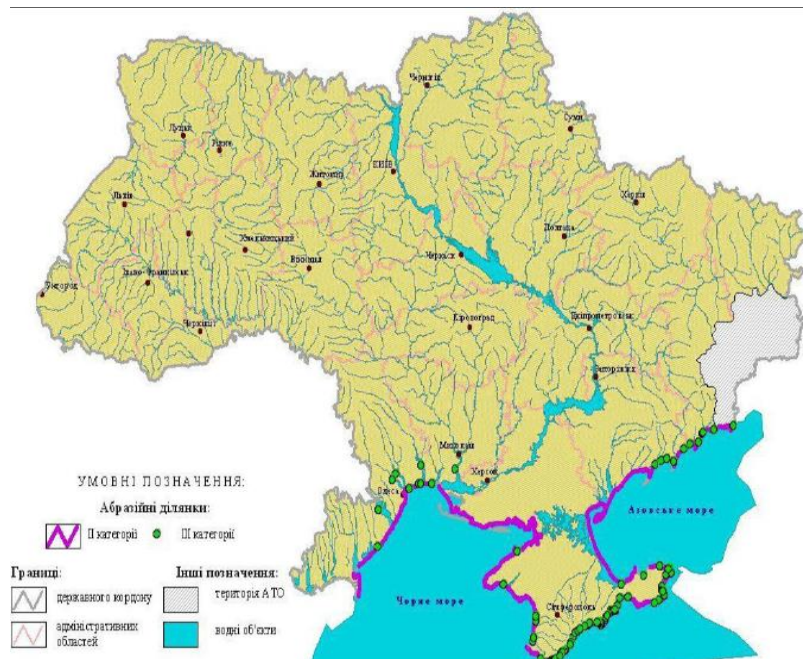 Чернігів
Суми
Луцьк
Рівне
КИЇВ
Житомир
Харків
Львів
Полтава
Хмельницький
Черкаси
Вінниця
Івано-Франківськ
Ужгород
Чернівці
Кіровоград
Дніпропетровськ
Запоріжжя
Миколаїв
Херсон
Одеса
УМОВНІ ПОЗНАЧЕННЯ:
Абразійні ділянки:
ІІ категорії
ІІІ категорії
Азовське море
Границі:
Інші позначення:
державного кордону
територія АТО
Чорне море
Сімферополь
адміністративних
областей
водні об'єкти